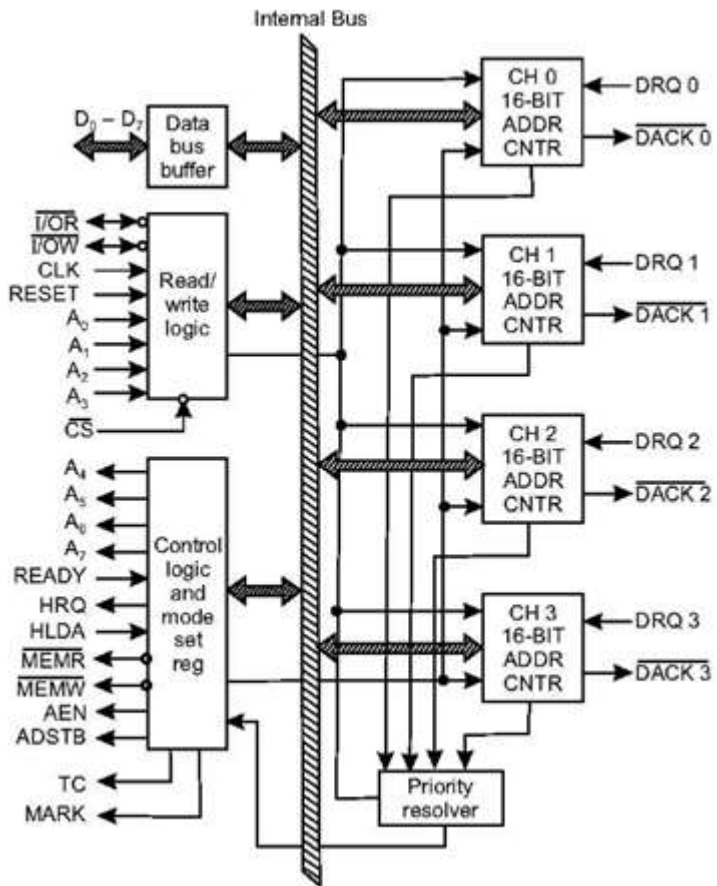 Internal Bus
D₀ – D₇
Data
bus
buffer
I/OR
I/OW
CLK
RESET
A₀
A₁
A₂
A₃
CS
Read/
write
logic
A₄
A₅
A₆
A₇
READY
HRQ
HLDA
MEMR
MEMW
AEN
ADSTB
TC
MARK
Control
logic
and
mode
set
reg
CH 0
16-BIT
ADDR
CNTR
DRQ 0
DACK 0
CH 1
16-BIT
ADDR
CNTR
DRQ 1
DACK 1
CH 2
16-BIT
ADDR
CNTR
DRQ 2
DACK 2
CH 3
16-BIT
ADDR
CNTR
DRQ 3
DACK 3
Priority
resolver